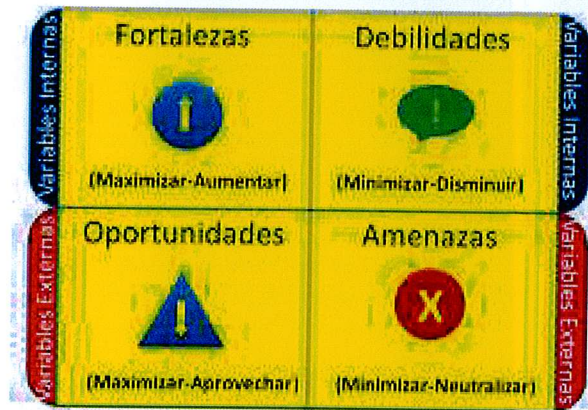 Variables Internas
Fortalezas
(Maximizar-Aumentar)
Debilidades
(Minimizar-Disminuir)
Variables Internas
Variables Externas
Oportunidades
(Maximizar-Aprovechar)
Amenazas
X
(Minimizar-Neutralizar)
Variables Externas